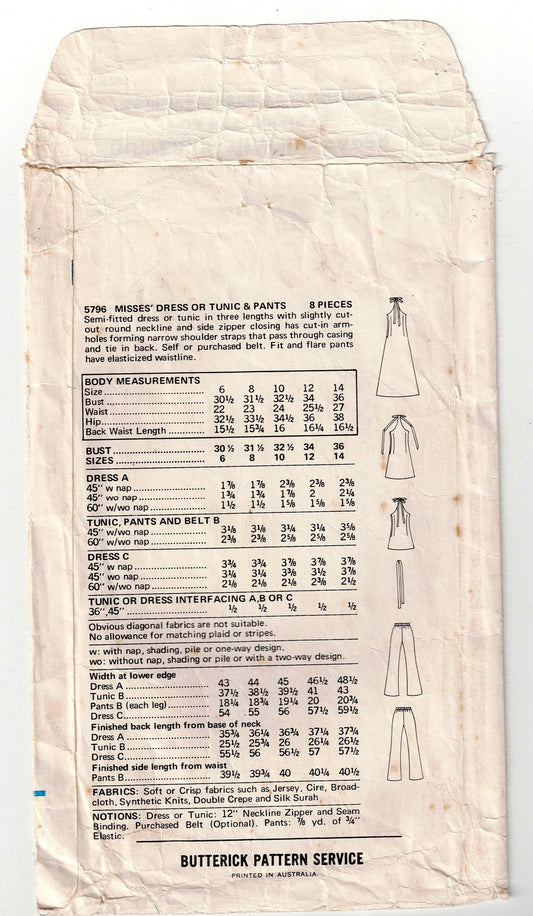 5796 MISSES' DRESS OR TUNIC & PANTS 8 PIECES
Semi-fitted dress or tunic in three lengths with slightly cut-
out round neckline and side zipper closing has cut-in arm-
holes forming narrow shoulder straps that pass through casing
and tie in back. Self or purchased belt. Fit and flare pants
have elasticized waistline.
BODY MEASUREMENTS
Size 6 8 10 12 14
Bust 30½ 31½ 32½ 34 36
Waist 22 23 24 25½ 27
Hip 32½ 33½ 34½ 36 38
Back Waist Length 15½ 15¾ 16 16¼ 16½
BUST 30 ½ 31 ½ 32 ½ 34 36
SIZES 6 8 10 12 14
DRESS A
45" w nap 1⅞ 1⅞ 2⅜ 2⅜ 2⅜
45" wo nap 1¾ 1¾ 1⅞ 2 2¼
60" w/wo nap 1½ 1½ 1⅝ 1⅝ 1⅝
TUNIC, PANTS AND BELT B
45" w/wo nap 3⅛ 3⅛ 3¼ 3¼ 3⅝
60" w/wo nap 2⅜ 2⅜ 2⅝ 2⅝ 2⅝
DRESS C
45" w nap 3¾ 3¾ 3⅞ 3⅞ 3⅞
45" wo nap 3¼ 3¼ 3⅜ 3½ 3⅞
60" w/wo nap 2⅛ 2⅛ 2⅛ 2⅜ 2½
TUNIC OR DRESS INTERFACING A,B OR C
36",45" ½ ½ ½ ½ ½
Obvious diagonal fabrics are not suitable.
No allowance for matching plaid or stripes.
w: with nap, shading, pile or one-way design.
wo: without nap, shading or pile or with a two-way design.
Width at lower edge
Dress A 43 44 45 46½ 48½
Tunic B 37½ 38½ 39½ 41 43
Pants B (each leg) 18¼ 18¾ 19¼ 20 20¾
Dress C 54 55 56 57½ 59½
Finished back length from base of neck
Dress A 35¾ 36¼ 36¾ 37¼ 37¾
Tunic B 25½ 25¾ 26 26¼ 26½
Dress C 55½ 56 56½ 57 57½
Finished side length from waist
Pants B 39½ 39¾ 40 40¼ 40½
FABRICS: Soft or Crisp fabrics such as Jersey, Cire, Broad-
cloth, Synthetic Knits, Double Crepe and Silk Surah
NOTIONS: Dress or Tunic: 12" Neckline Zipper and Seam
Binding. Purchased Belt (Optional). Pants: ⅞ yd. of ¾"
Elastic.
BUTTERICK PATTERN SERVICE
PRINTED IN AUSTRALIA